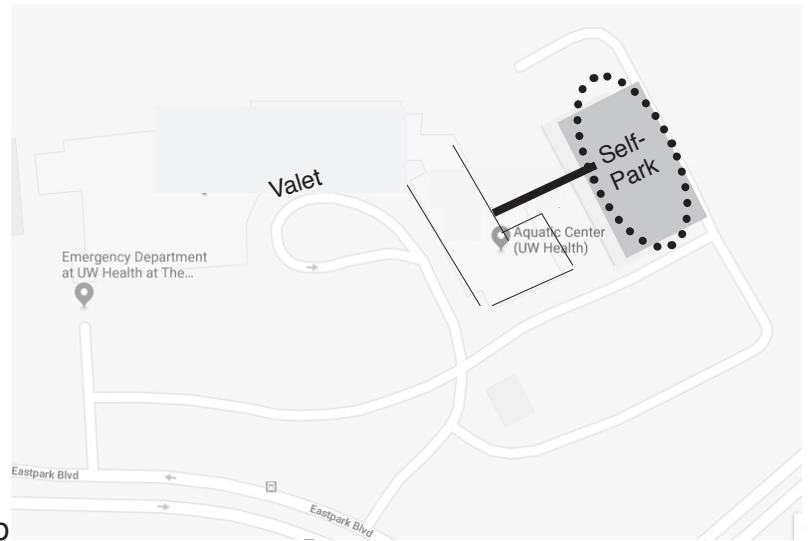 Self-
Park
Valet
Aquatic Center
(UW Health)
Emergency Department
at UW Health at The...
Eastpark Blvd
Eastpark Blvd